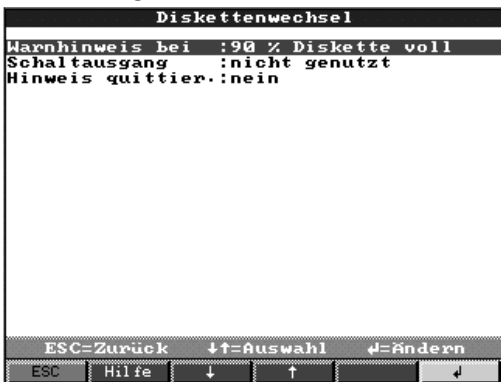 Diskettenwechsel
Warnhinweis bei :90 % Diskette voll
Schaltausgang :nicht genutzt
Hinweis quittier.:nein
ESC=Zurück ↓↑=Auswahl ↵=Ändern
ESC Hilfe ↓ ↑ ↵